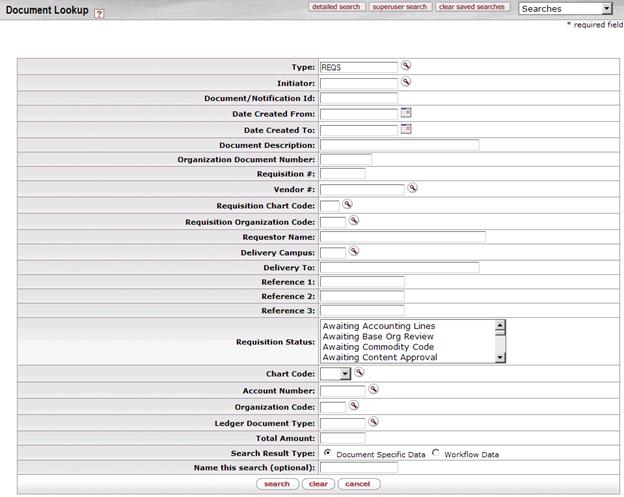 Document Lookup ?
detailed search superuser search clear saved searches Searches
* required field
Type: REQS
Initiator:
Document/Notification Id:
Date Created From:
Date Created To:
Document Description:
Organization Document Number:
Requisition #:
Vendor #:
Requisition Chart Code:
Requisition Organization Code:
Requestor Name:
Delivery Campus:
Delivery To:
Reference 1:
Reference 2:
Reference 3:
Requisition Status:
Awaiting Accounting Lines
Awaiting Base Org Review
Awaiting Commodity Code
Awaiting Content Approval
Chart Code:
Account Number:
Organization Code:
Ledger Document Type:
Total Amount:
Search Result Type: Document Specific Data Workflow Data
Name this search (optional):
search clear cancel